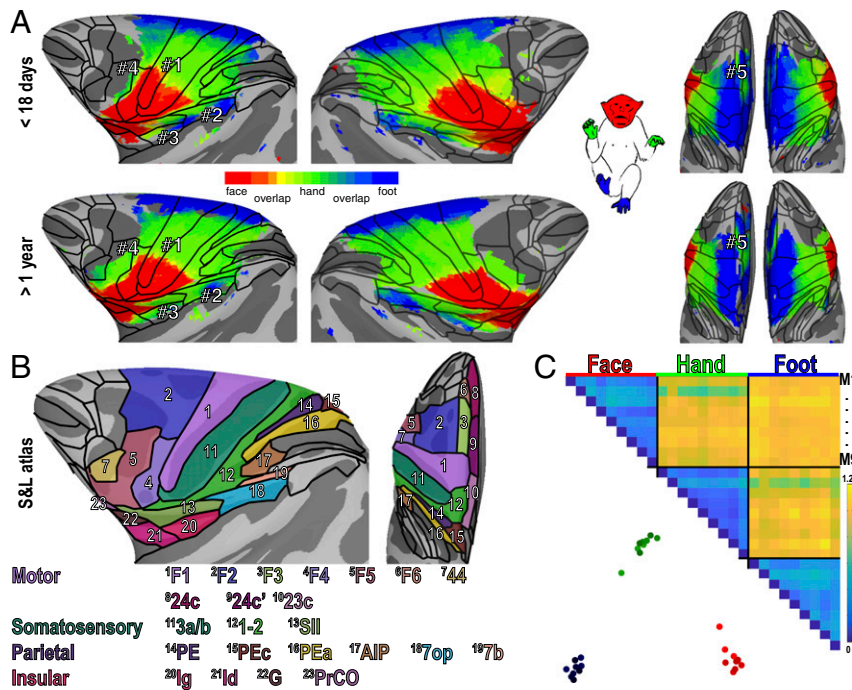 A
< 18 days
#4 #1
#2
#3
#5
face hand foot
overlap overlap
> 1 year
#4 #1
#2
#3
#5
B
C
S&L atlas
2
1
5
7
4
11
12
14
15
16
17
19
18
13
23
22
21
20
6
8
5
2
3
7
9
1
11
10
12
17
14
16
15
Face Hand Foot
M1
M9
1.2
0
Motor ¹F1 ²F2 ³F3 ⁴F4 ⁵F5 ⁶F6 ⁷44
⁸24c ⁹24c' ¹⁰23c
Somatosensory ¹¹3a/b ¹²1-2 ¹³SII
Parietal ¹⁴PE ¹⁵PEc ¹⁶PEa ¹⁷AIP ¹⁸7op ¹⁹7b
Insular ²⁰Ig ²¹Id ²²G ²³PrCO